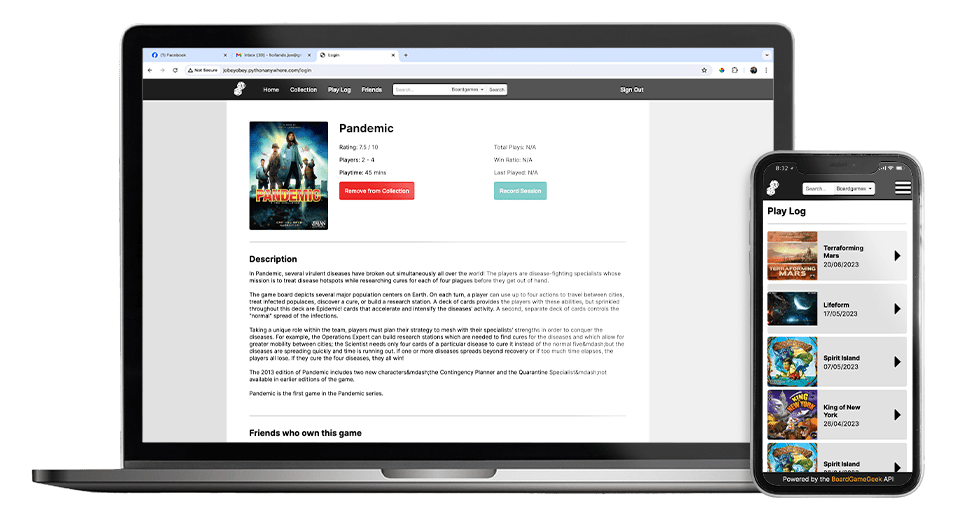 (1) Facebook
Login
Not Secure jobeyobey.pythonanywhere.com/login
Home Collection Play Log Friends Search... Boardgames Search Sign Out
Pandemic
Rating: 7.5 / 10
Players: 2 - 4
Playtime: 45 mins
Remove from Collection
Total Plays: N/A
Win Ratio: N/A
Last Played: N/A
Record Session
PANDEMIC
Description
In Pandemic, several virulent diseases have broken out simultaneously all over the world! The players are disease-fighting specialists whose
mission is to treat disease hotspots while researching cures for each of four plagues before they get out of hand.
The game board depicts several major population centers on Earth. On each turn, a player can use up to four actions to travel between cities,
treat infected populaces, discover a cure, or build a research station. A deck of cards provides the players with these abilities, but sprinkled
throughout this deck are Epidemic! cards that accelerate and intensify the diseases' activity. A second, separate deck of cards controls the
"normal" spread of the infections.
Taking a unique role within the team, players must plan their strategy to mesh with their specialists' strengths in order to conquer the
diseases. For example, the Operations Expert can build research stations which are needed to find cures for the diseases and which allow for
greater mobility between cities; the Scientist needs only four cards of a particular disease to cure it instead of the normal five&mdash;but the
diseases are spreading quickly and time is running out. If one or more diseases spreads beyond recovery or if too much time elapses, the
players all lose. If they cure the four diseases, they all win!
The 2013 edition of Pandemic includes two new characters&mdash;the Contingency Planner and the Quarantine Specialist&mdash;not
available in earlier editions of the game.
Pandemic is the first game in the Pandemic series.
Friends who own this game
8:32
Search... Boardgames
Play Log
TERRAFORMING
MARS
Terraforming
Mars
20/06/2023
Lifeform
17/05/2023
Spirit Island
07/05/2023
KING OF
NEW YORK
King of New
York
28/04/2023
Spirit Island
Powered by the BoardGameGeek API